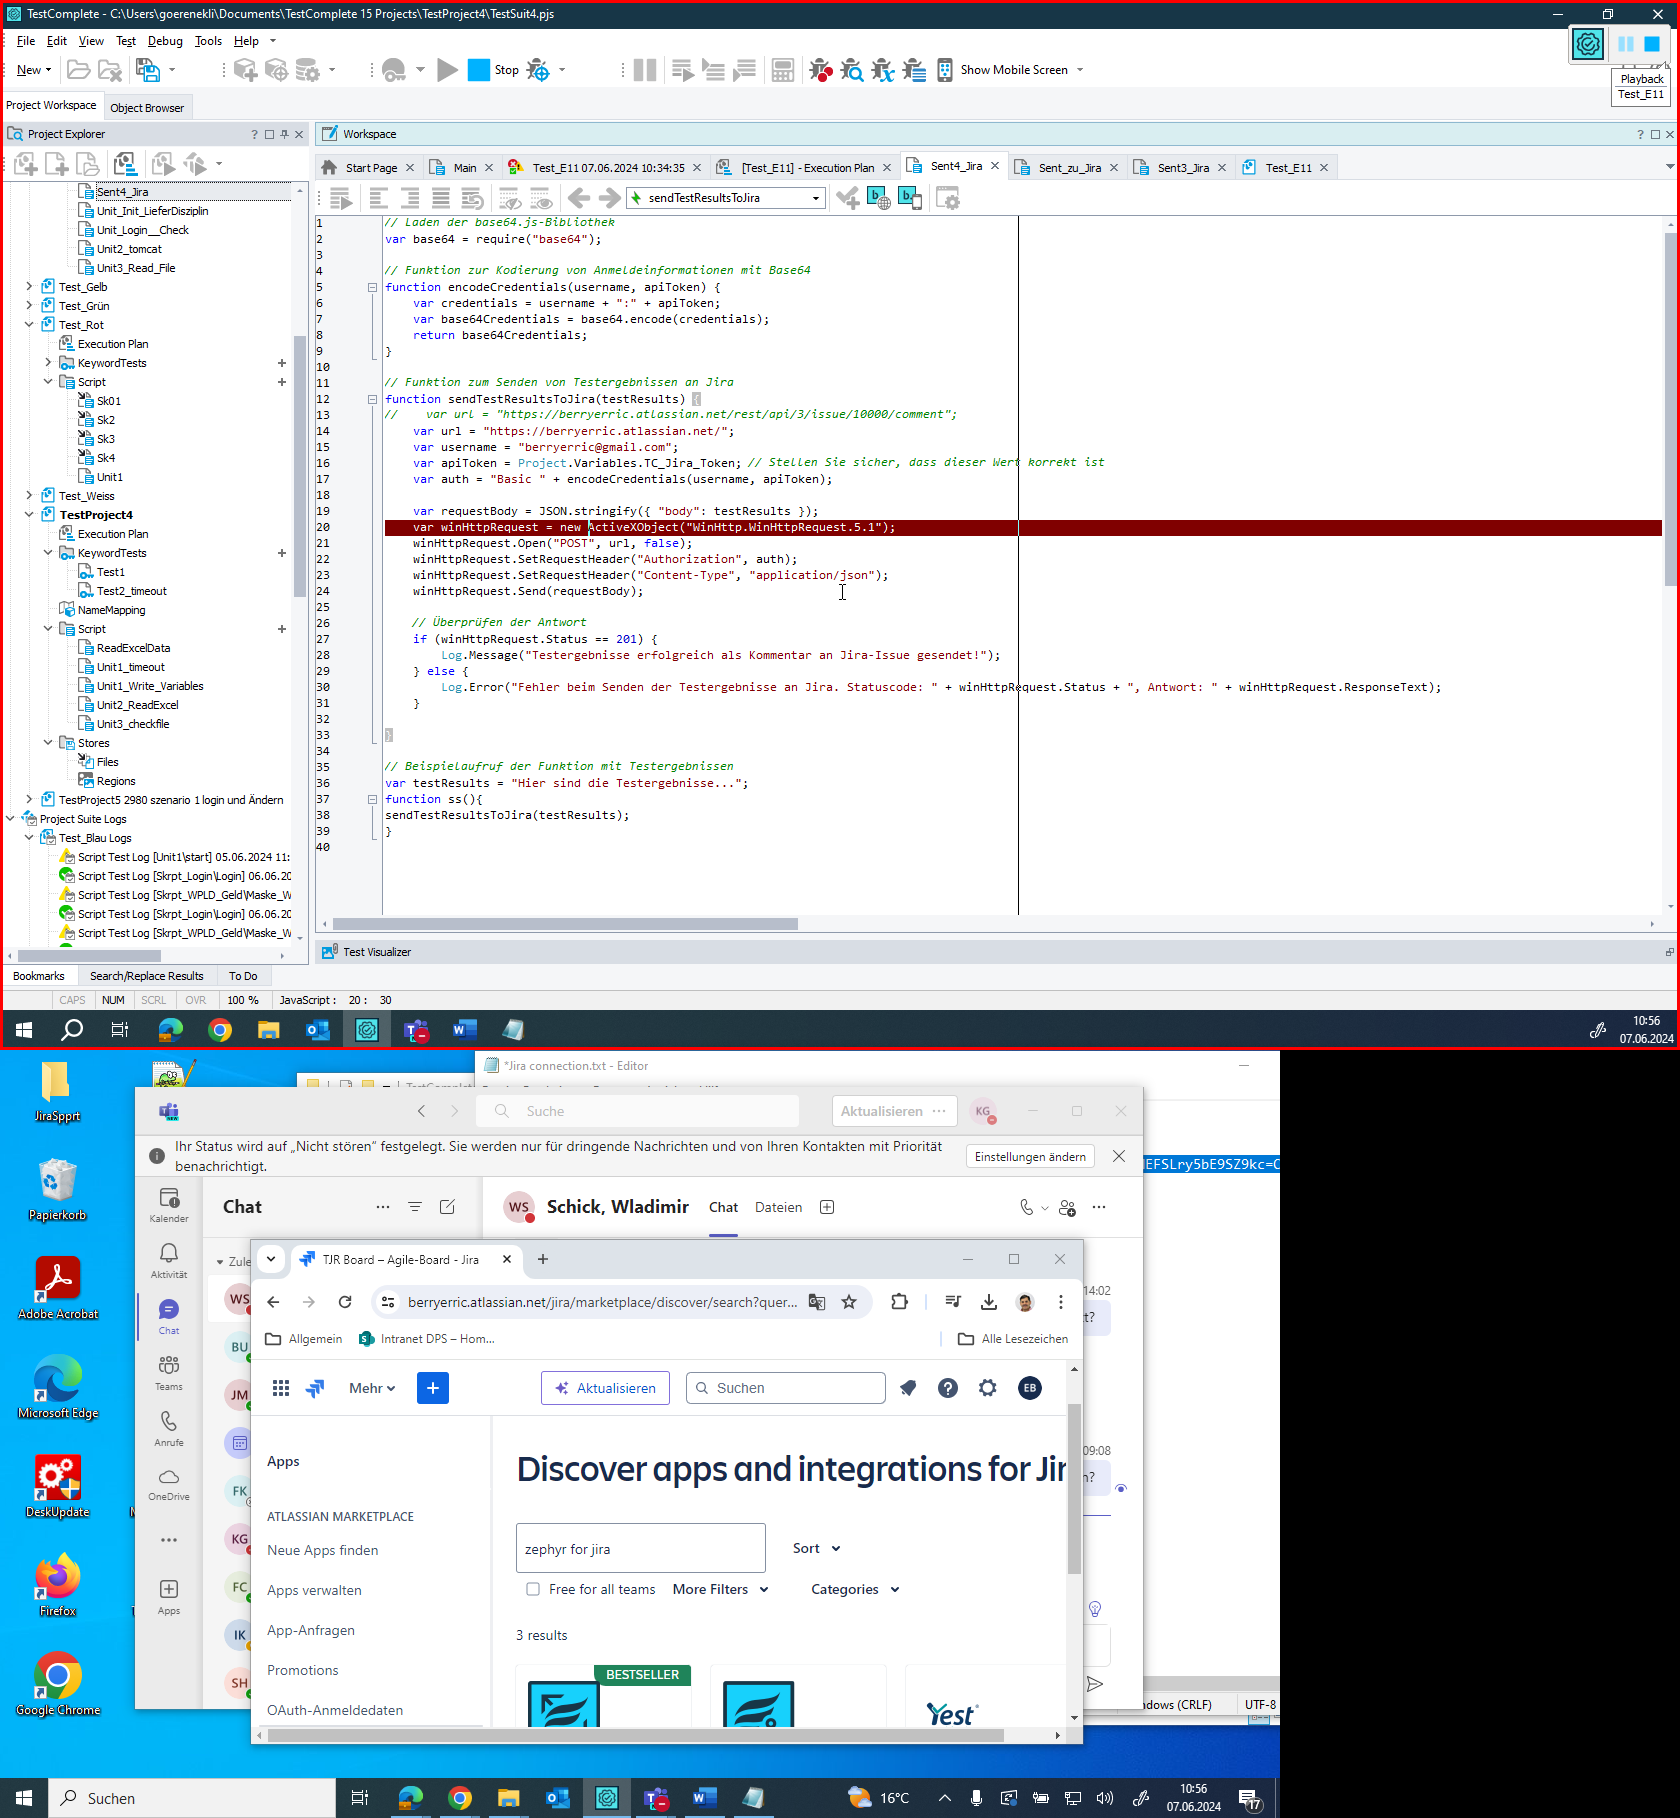 TestComplete - C:\Users\goerenekli\Documents\TestComplete 15 Projects\TestProject4\TestSuit4.pjs
File Edit View Test Debug Tools Help
New Stop Show Mobile Screen
Playback
Test_E11
Project Workspace Object Browser
Project Explorer
Workspace
Start Page Main Test_E11 07.06.2024 10:34:35 [Test_E11] - Execution Plan Sent4_Jira Sent_zu_Jira Sent3_Jira Test_E11
sendTestResultsToJira
Sent4_Jira
Unit_Init_LieferDisziplin
Unit_Login__Check
Unit2_tomcat
Unit3_Read_File
Test_Gelb
Test_Grün
Test_Rot
Execution Plan
KeywordTests
Script
Sk01
Sk2
Sk3
Sk4
Unit1
Test_Weiss
TestProject4
Execution Plan
KeywordTests
Test1
Test2_timeout
NameMapping
Script
ReadExcelData
Unit1_timeout
Unit1_Write_Variables
Unit2_ReadExcel
Unit3_checkfile
Stores
Files
Regions
TestProject5 2980 szenario 1 login und Ändern
Project Suite Logs
Test_Blau Logs
Script Test Log [Unit1\start] 05.06.2024 11:
Script Test Log [Skrpt_Login\Login] 06.06.20
Script Test Log [Skrpt_WPLD_Geld\Maske_W
Script Test Log [Skrpt_Login\Login] 06.06.20
Script Test Log [Skrpt_WPLD_Geld\Maske_W
1 // Laden der base64.js-Bibliothek
2 var base64 = require("base64");
3
4 // Funktion zur Kodierung von Anmeldeinformationen mit Base64
5 function encodeCredentials(username, apiToken) {
6 var credentials = username + ":" + apiToken;
7 var base64Credentials = base64.encode(credentials);
8 return base64Credentials;
9 }
10
11 // Funktion zum Senden von Testergebnissen an Jira
12 function sendTestResultsToJira(testResults) {
13 // var url = "https://berryerric.atlassian.net/rest/api/3/issue/10000/comment";
14 var url = "https://berryerric.atlassian.net/";
15 var username = "berryerric@gmail.com";
16 var apiToken = Project.Variables.TC_Jira_Token; // Stellen Sie sicher, dass dieser Wert korrekt ist
17 var auth = "Basic " + encodeCredentials(username, apiToken);
18
19 var requestBody = JSON.stringify({ "body": testResults });
20 var winHttpRequest = new ActiveXObject("WinHttp.WinHttpRequest.5.1");
21 winHttpRequest.Open("POST", url, false);
22 winHttpRequest.SetRequestHeader("Authorization", auth);
23 winHttpRequest.SetRequestHeader("Content-Type", "application/json");
24 winHttpRequest.Send(requestBody);
25
26 // Überprüfen der Antwort
27 if (winHttpRequest.Status == 201) {
28 Log.Message("Testergebnisse erfolgreich als Kommentar an Jira-Issue gesendet!");
29 } else {
30 Log.Error("Fehler beim Senden der Testergebnisse an Jira. Statuscode: " + winHttpRequest.Status + ", Antwort: " + winHttpRequest.ResponseText);
31 }
32
33 }
34
35 // Beispielaufruf der Funktion mit Testergebnissen
36 var testResults = "Hier sind die Testergebnisse...";
37 function ss(){
38 sendTestResultsToJira(testResults);
39 }
40
Test Visualizer
Bookmarks Search/Replace Results To Do
CAPS NUM SCRL OVR 100 % JavaScript : 20 : 30
10:56
07.06.2024
JiraSpprt
Papierkorb
Adobe Acrobat
Microsoft Edge
DeskUpdate
Firefox
Google Chrome
*Jira connection.txt - Editor
TestComplete
EFSLry5bE9SZ9kc=
ndows (CRLF) UTF-8
Suche
Aktualisieren
KG
Ihr Status wird auf „Nicht stören“ festgelegt. Sie werden nur für dringende Nachrichten und von Ihren Kontakten mit Priorität
benachrichtigt.
Einstellungen ändern
Kalender
Aktivität
Chat
Teams
Anrufe
OneDrive
Apps
Chat
WS Schick, Wladimir Chat Dateien
Zule
WS
BU
JM
FK
KG
FC
IK
SH
14:02
t?
09:08
n?
TJR Board – Agile-Board - Jira
berryerric.atlassian.net/jira/marketplace/discover/search?quer...
Allgemein Intranet DPS – Hom... Alle Lesezeichen
Mehr Aktualisieren Suchen EB
Apps
ATLASSIAN MARKETPLACE
Neue Apps finden
Apps verwalten
App-Anfragen
Promotions
OAuth-Anmeldedaten
Discover apps and integrations for Jir
zephyr for jira
Sort
Free for all teams More Filters Categories
3 results
BESTSELLER
Yest
Suchen
16°C
10:56
07.06.2024
17